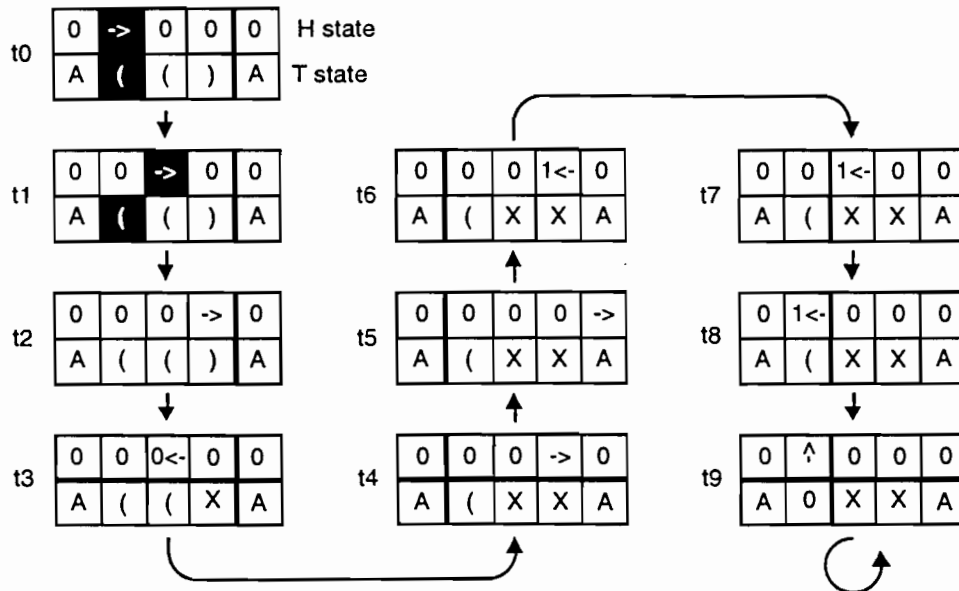 t0
0 -> 0 0 0 H state
A ( ( ) A T state
t1
0 0 -> 0 0
A ( ( ) A
t2
0 0 0 -> 0
A ( ( ) A
t3
0 0 0<- 0 0
A ( ( X A
t4
0 0 0 -> 0
A ( X X A
t5
0 0 0 0 ->
A ( X X A
t6
0 0 0 1<- 0
A ( X X A
t7
0 0 1<- 0 0
A ( X X A
t8
0 1<- 0 0 0
A ( X X A
t9
0 ^ 0 0 0
A 0 X X A